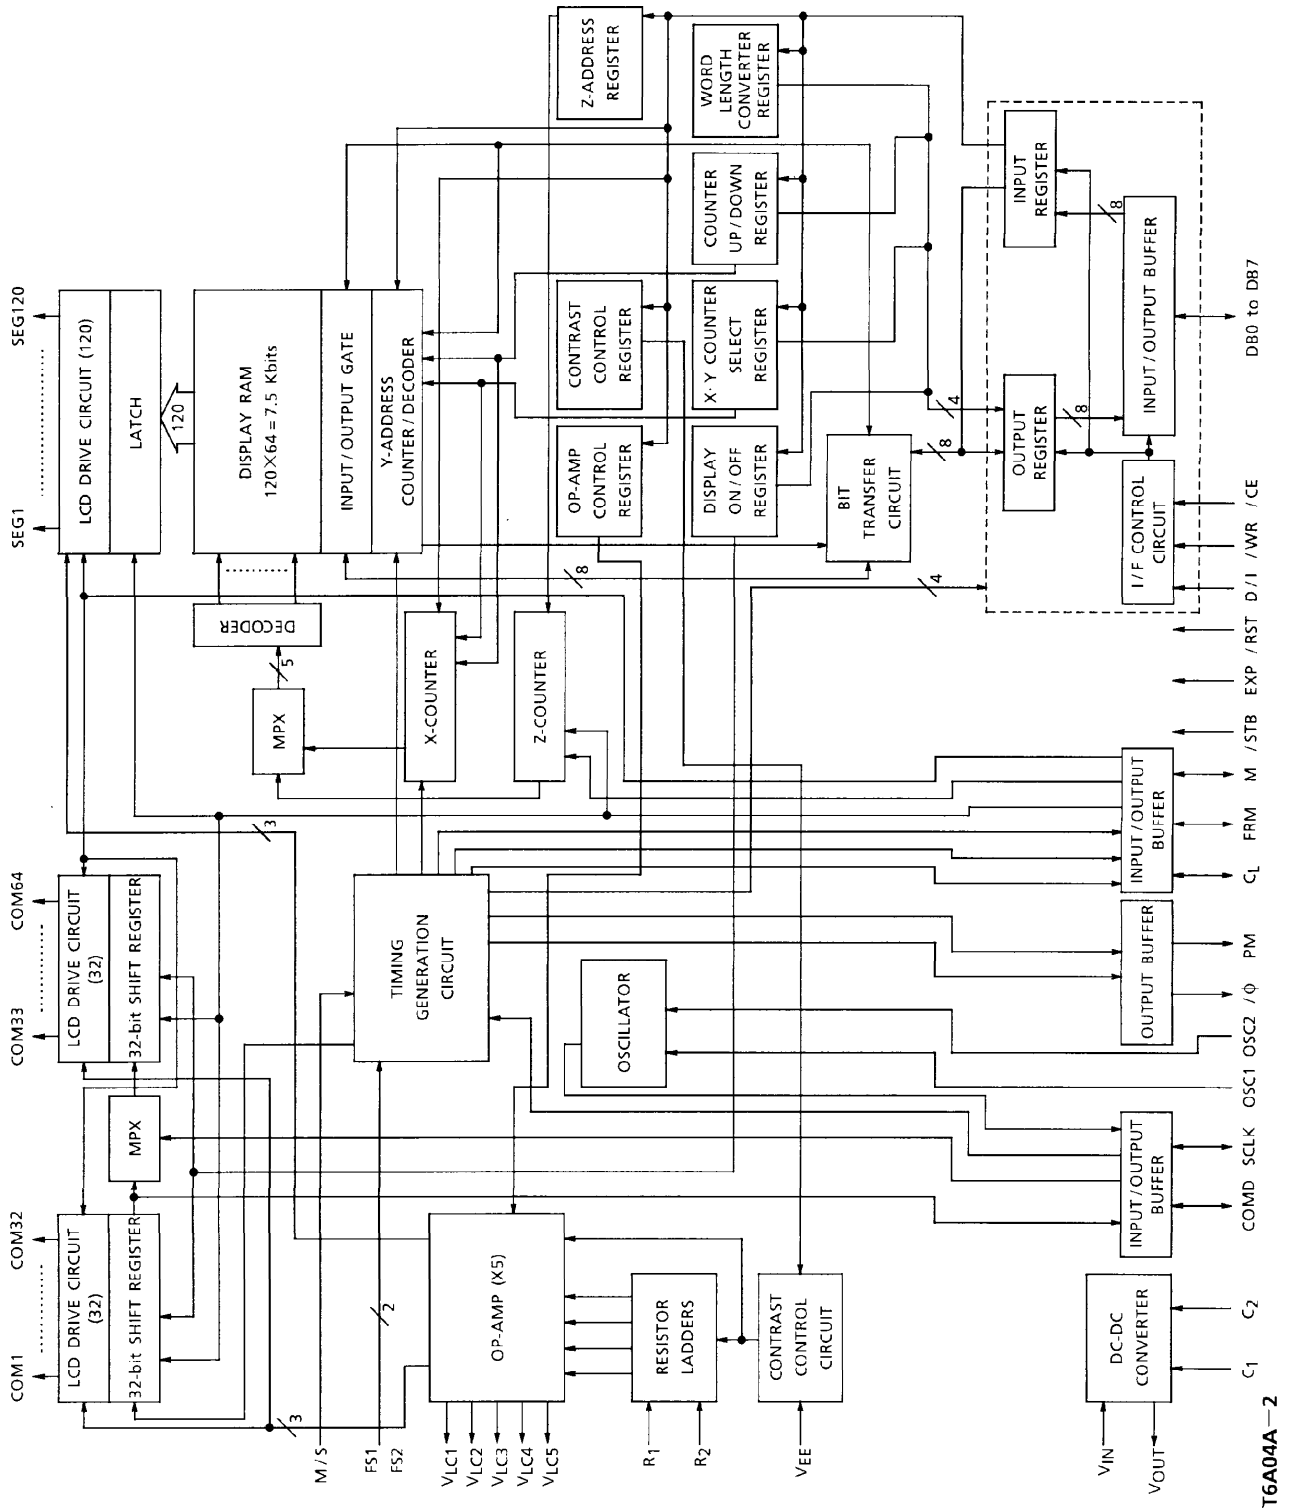 SEG1
SEG120
LCD DRIVE CIRCUIT (120)
LATCH
120
DISPLAY RAM
120×64 = 7.5 Kbits
INPUT / OUTPUT GATE
Y-ADDRESS
COUNTER / DECODER
DECODER
5
MPX
X-COUNTER
Z-COUNTER
COM33
COM64
LCD DRIVE CIRCUIT
(32)
32-bit SHIFT REGISTER
MPX
COM1
COM32
LCD DRIVE CIRCUIT
(32)
32-bit SHIFT REGISTER
3
3
M / S
FS1
FS2
2
TIMING
GENERATION
CIRCUIT
Z-ADDRESS
REGISTER
WORD
LENGTH
CONVERTER
REGISTER
COUNTER
UP / DOWN
REGISTER
CONTRAST
CONTROL
REGISTER
X- Y COUNTER
SELECT
REGISTER
OP-AMP
CONTROL
REGISTER
DISPLAY
ON / OFF
REGISTER
BIT
TRANSFER
CIRCUIT
8
8
4
4
OSCILLATOR
OP-AMP (X5)
VLC1
VLC2
VLC3
VLC4
VLC5
RESISTOR
LADDERS
R1
R2
CONTRAST
CONTROL
CIRCUIT
VEE
INPUT
REGISTER
8
OUTPUT
REGISTER
8
INPUT / OUTPUT BUFFER
I / F CONTROL
CIRCUIT
INPUT / OUTPUT
BUFFER
OUTPUT BUFFER
INPUT / OUTPUT
BUFFER
DC-DC
CONVERTER
VIN
VOUT
C1
C2
COMD
SCLK
OSC1
OSC2
/ϕ
PM
CL
FRM
M
/STB
EXP
/RST
D / I
/WR
/CE
DB0 to DB7
T6A04A—2